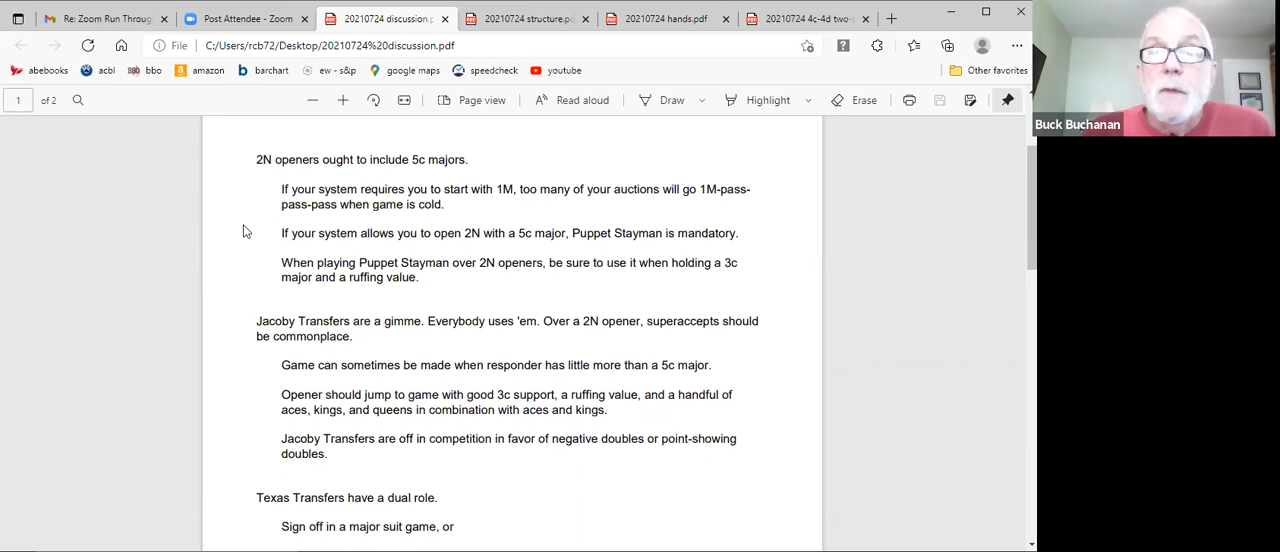 Re: Zoom Run Throug
Post Attendee - Zoom
20210724 discussion.p
20210724 structure.pd
20210724 hands.pdf
20210724 4c-4d two-s
File
C:/Users/rcb72/Desktop/20210724%20discussion.pdf
abebooks
acbl
bbo
amazon
barchart
ew - s&p
google maps
speedcheck
youtube
Other favorites
1 of 2
Page view
Read aloud
Draw
Highlight
Erase
Buck Buchanan
2N openers ought to include 5c majors.
If your system requires you to start with 1M, too many of your auctions will go 1M-pass-
pass-pass when game is cold.
If your system allows you to open 2N with a 5c major, Puppet Stayman is mandatory.
When playing Puppet Stayman over 2N openers, be sure to use it when holding a 3c
major and a ruffing value.
Jacoby Transfers are a gimme. Everybody uses 'em. Over a 2N opener, superaccepts should
be commonplace.
Game can sometimes be made when responder has little more than a 5c major.
Opener should jump to game with good 3c support, a ruffing value, and a handful of
aces, kings, and queens in combination with aces and kings.
Jacoby Transfers are off in competition in favor of negative doubles or point-showing
doubles.
Texas Transfers have a dual role.
Sign off in a major suit game, or